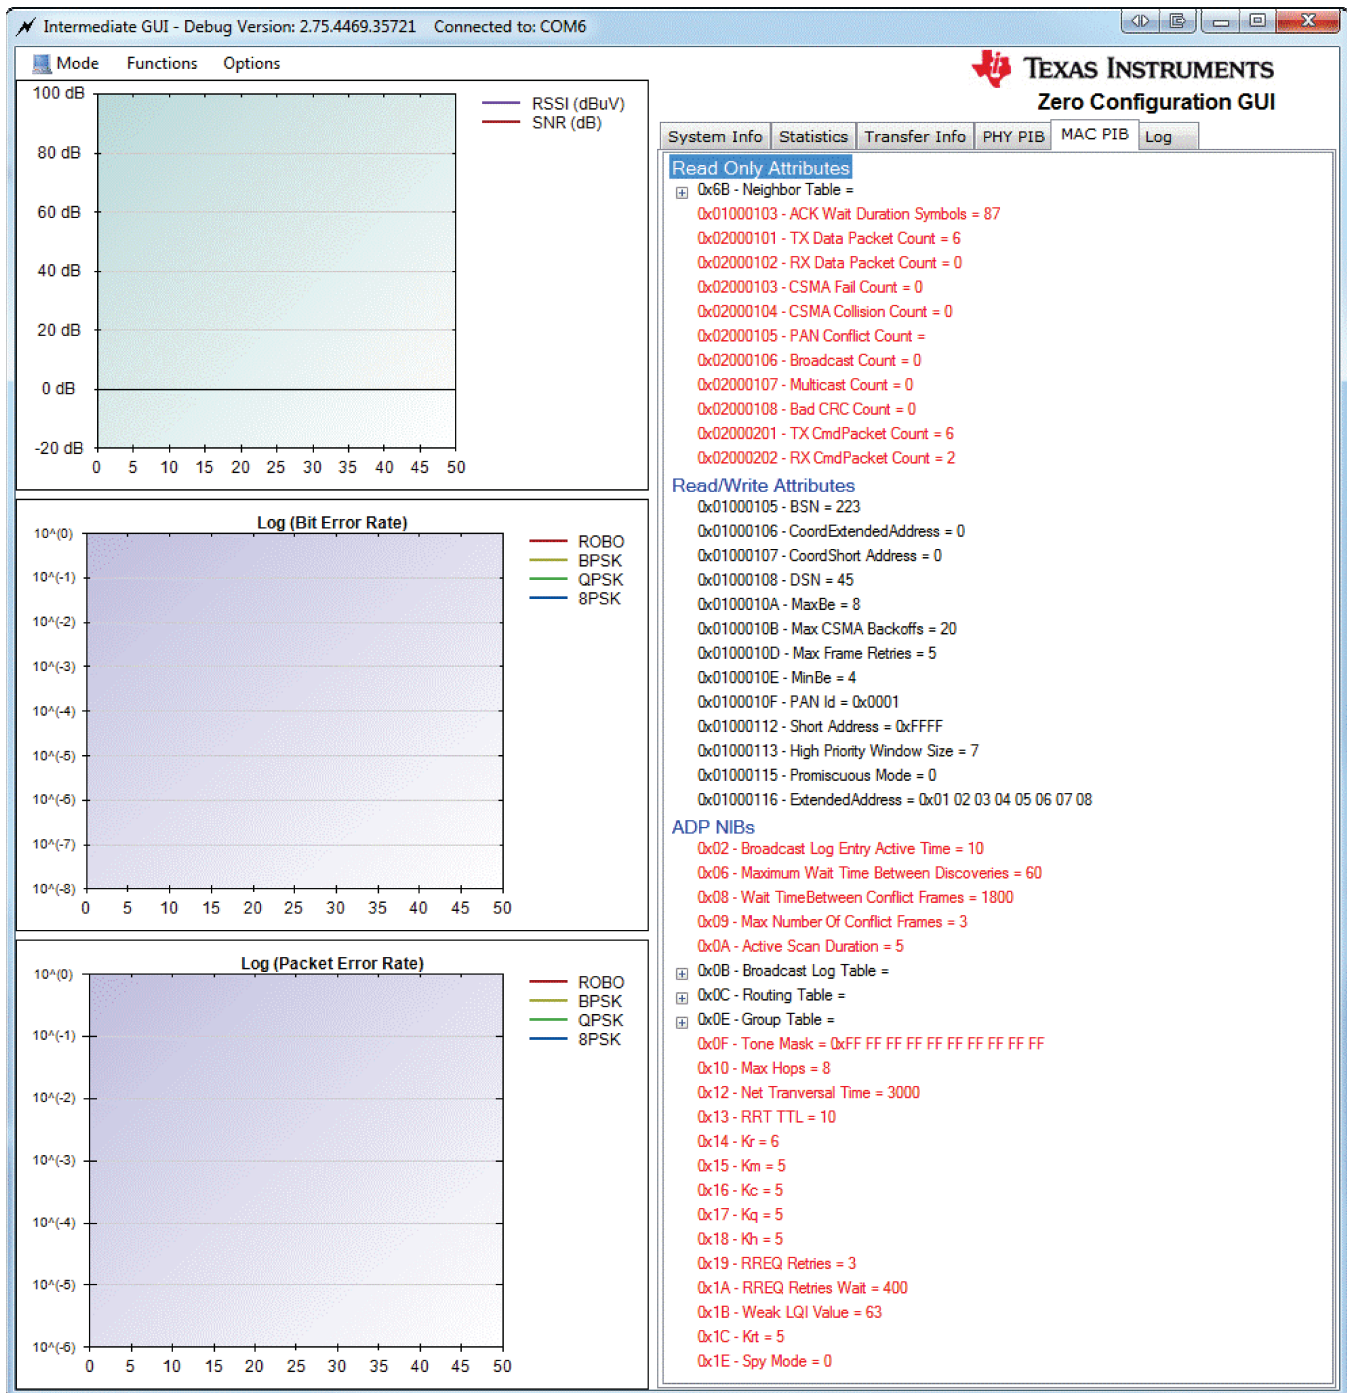 Intermediate GUI - Debug Version: 2.75.4469.35721 Connected to: COM6
Mode Functions Options
TEXAS INSTRUMENTS
Zero Configuration GUI
100 dB
80 dB
60 dB
40 dB
20 dB
0 dB
-20 dB
0 5 10 15 20 25 30 35 40 45 50
RSSI (dBuV)
SNR (dB)
Log (Bit Error Rate)
10^(0)
10^(-1)
10^(-2)
10^(-3)
10^(-4)
10^(-5)
10^(-6)
10^(-7)
10^(-8)
0 5 10 15 20 25 30 35 40 45 50
ROBO
BPSK
QPSK
8PSK
Log (Packet Error Rate)
10^(0)
10^(-1)
10^(-2)
10^(-3)
10^(-4)
10^(-5)
10^(-6)
0 5 10 15 20 25 30 35 40 45 50
ROBO
BPSK
QPSK
8PSK
System Info Statistics Transfer Info PHY PIB MAC PIB Log
Read Only Attributes
0x6B - Neighbor Table =
0x01000103 - ACK Wait Duration Symbols = 87
0x02000101 - TX Data Packet Count = 6
0x02000102 - RX Data Packet Count = 0
0x02000103 - CSMA Fail Count = 0
0x02000104 - CSMA Collision Count = 0
0x02000105 - PAN Conflict Count =
0x02000106 - Broadcast Count = 0
0x02000107 - Multicast Count = 0
0x02000108 - Bad CRC Count = 0
0x02000201 - TX CmdPacket Count = 6
0x02000202 - RX CmdPacket Count = 2
Read/Write Attributes
0x01000105 - BSN = 223
0x01000106 - CoordExtendedAddress = 0
0x01000107 - CoordShort Address = 0
0x01000108 - DSN = 45
0x0100010A - MaxBe = 8
0x0100010B - Max CSMA Backoffs = 20
0x0100010D - Max Frame Retries = 5
0x0100010E - MinBe = 4
0x0100010F - PAN Id = 0x0001
0x01000112 - Short Address = 0xFFFF
0x01000113 - High Priority Window Size = 7
0x01000115 - Promiscuous Mode = 0
0x01000116 - ExtendedAddress = 0x01 02 03 04 05 06 07 08
ADP NIBs
0x02 - Broadcast Log Entry Active Time = 10
0x06 - Maximum Wait Time Between Discoveries = 60
0x08 - Wait TimeBetween Conflict Frames = 1800
0x09 - Max Number Of Conflict Frames = 3
0x0A - Active Scan Duration = 5
0x0B - Broadcast Log Table =
0x0C - Routing Table =
0x0E - Group Table =
0x0F - Tone Mask = 0xFF FF FF FF FF FF FF FF FF FF
0x10 - Max Hops = 8
0x12 - Net Tranversal Time = 3000
0x13 - RRT TTL = 10
0x14 - Kr = 6
0x15 - Km = 5
0x16 - Kc = 5
0x17 - Kq = 5
0x18 - Kh = 5
0x19 - RREQ Retries = 3
0x1A - RREQ Retries Wait = 400
0x1B - Weak LQI Value = 63
0x1C - Krt = 5
0x1E - Spy Mode = 0